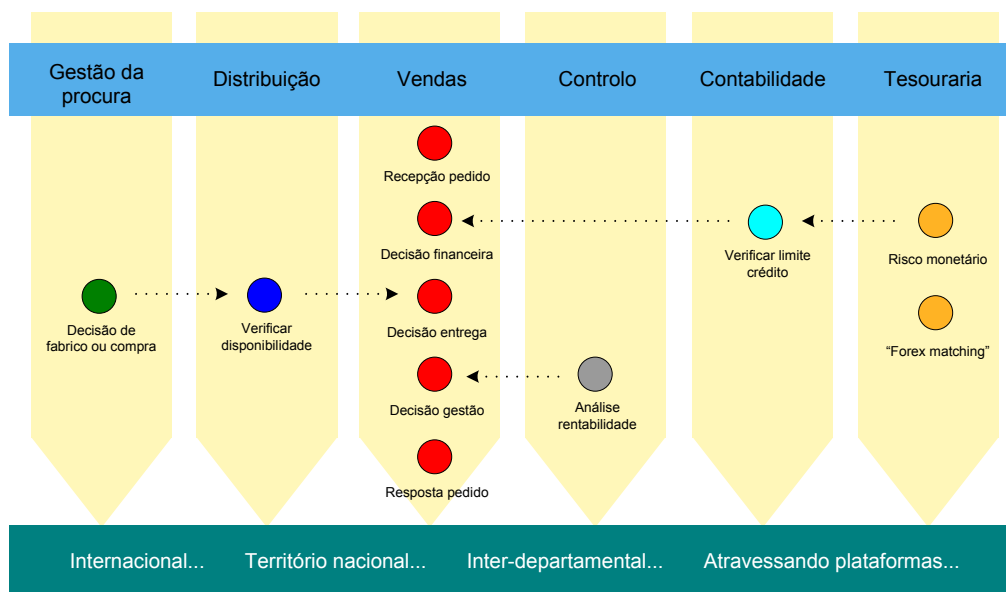 Gestão da
procura
Distribuição
Vendas
Controlo
Contabilidade
Tesouraria
Recepção pedido
Decisão financeira
Verificar limite
crédito
Risco monetário
Decisão de
fabrico ou compra
Verificar
disponibilidade
Decisão entrega
“Forex matching”
Decisão gestão
Análise
rentabilidade
Resposta pedido
Internacional...
Território nacional...
Inter-departamental...
Atravessando plataformas...